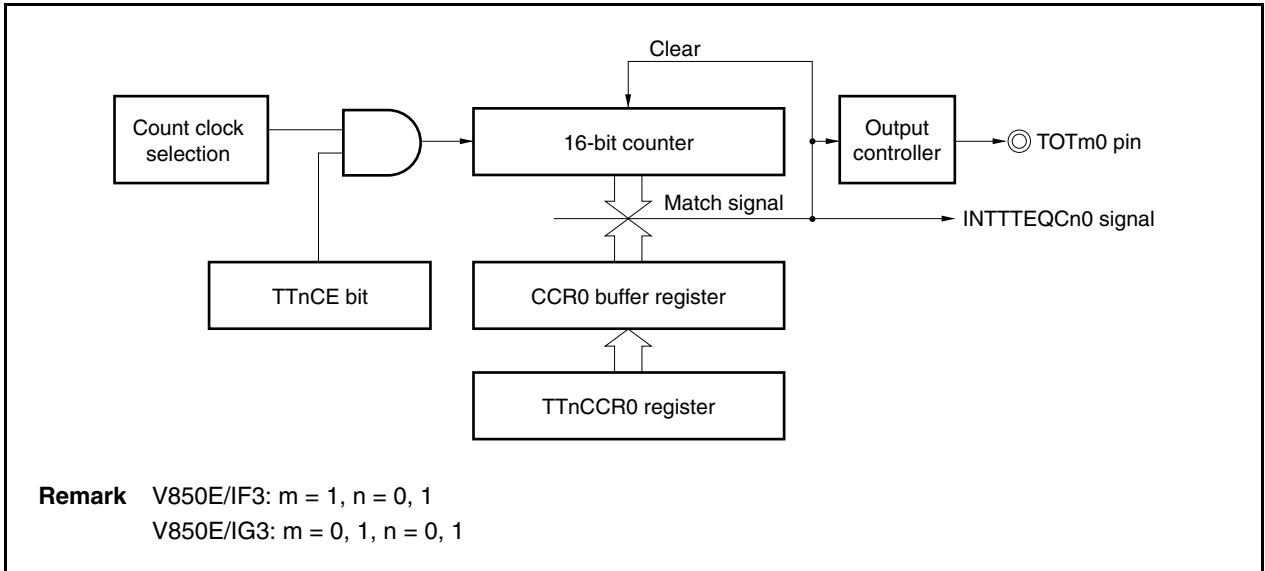 Clear
Count clock
selection
16-bit counter
Output
controller
TOTm0 pin
Match signal
INTTTEQCn0 signal
TTnCE bit
CCR0 buffer register
TTnCCR0 register
Remark V850E/IF3: m = 1, n = 0, 1
V850E/IG3: m = 0, 1, n = 0, 1